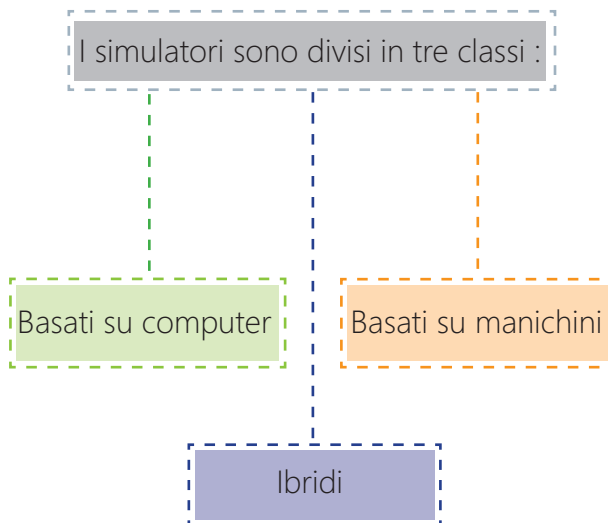 I simulatori sono divisi in tre classi :
Basati su computer
Basati su manichini
Ibridi